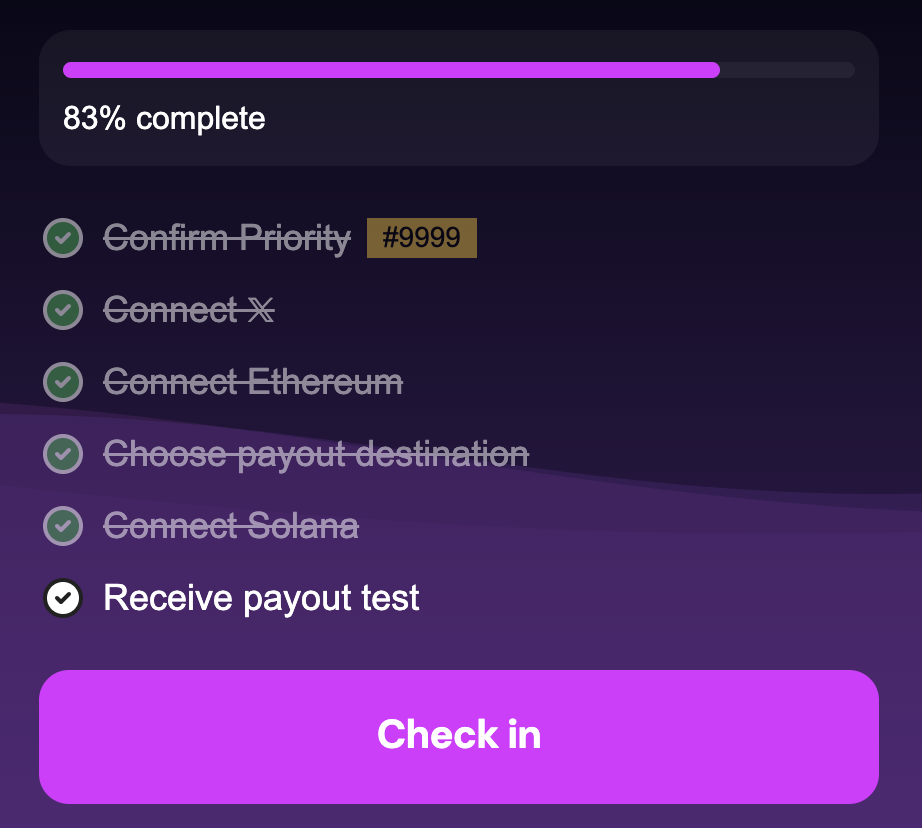 83% complete
Confirm Priority #9999
Connect 𝕏
Connect Ethereum
Choose payout destination
Connect Solana
Receive payout test
Check in